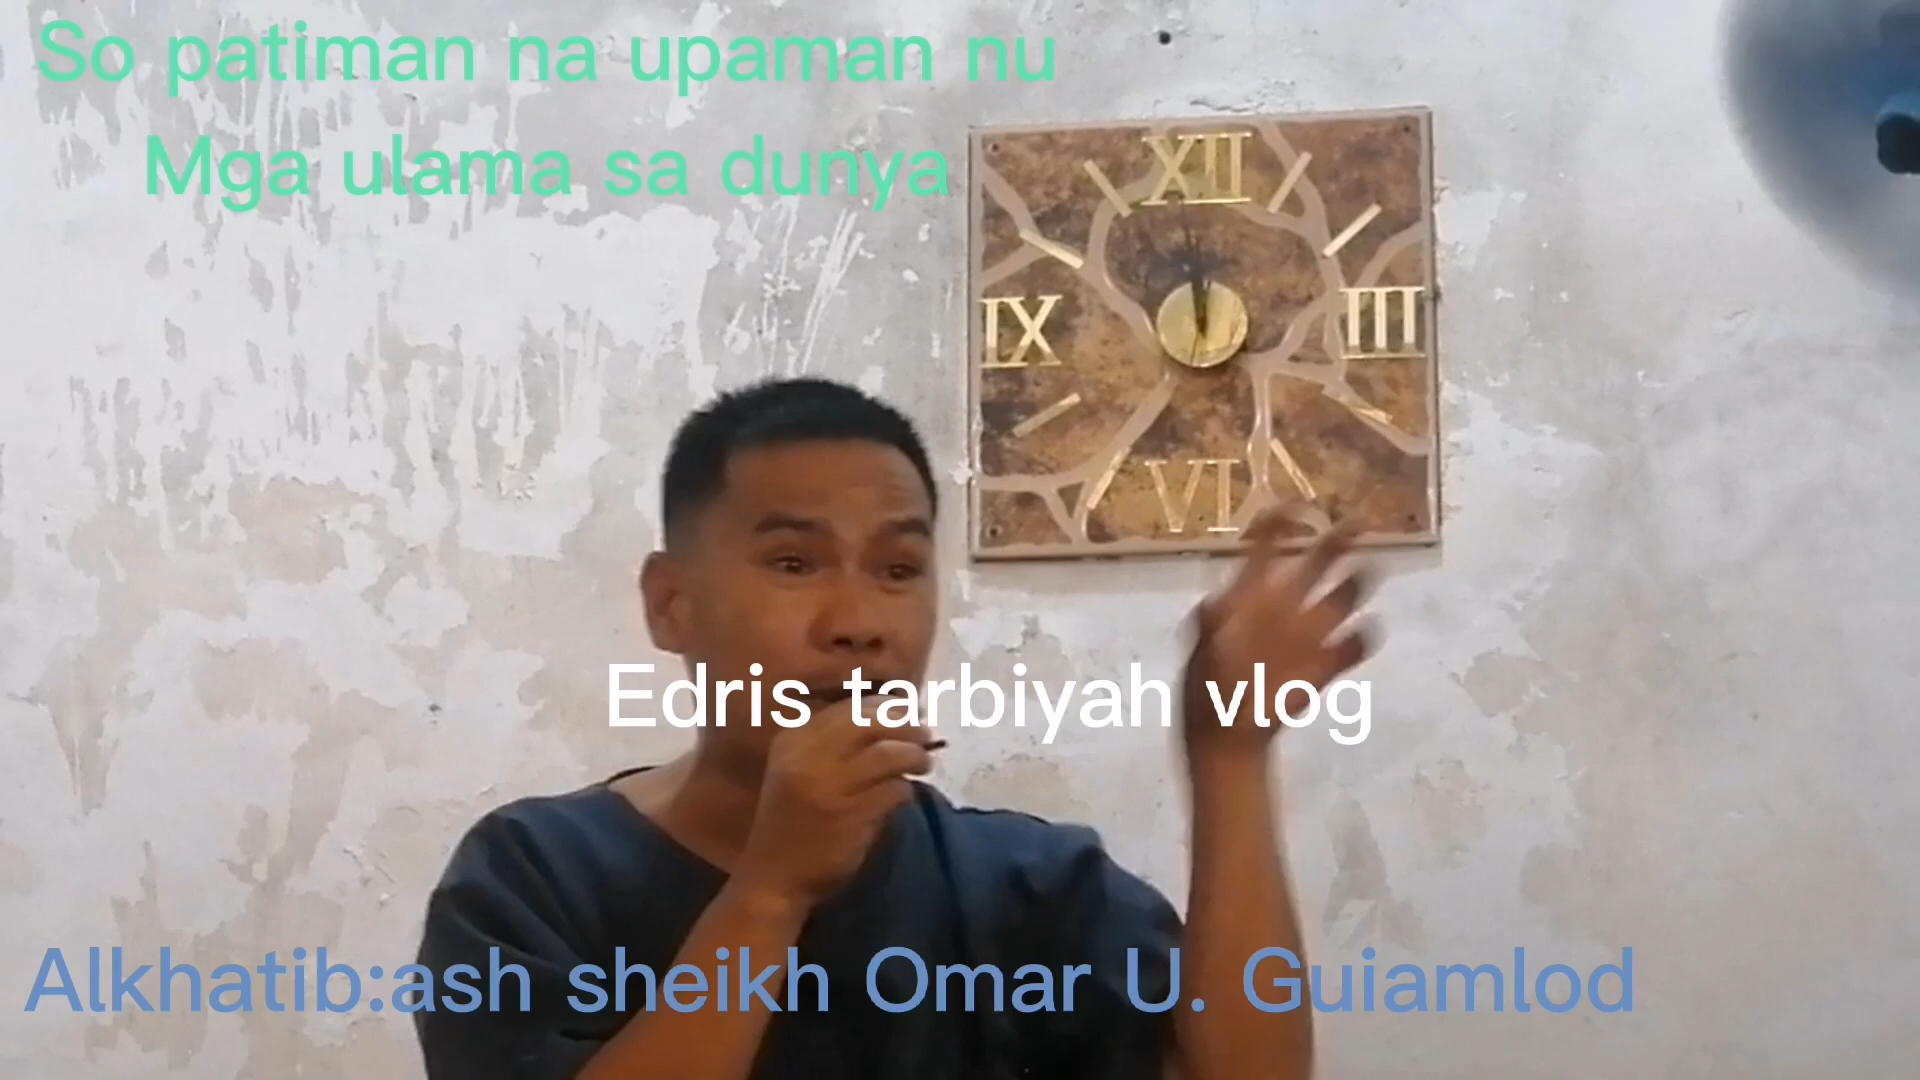 So patiman na upaman nu
Mga ulama sa dunya
XII
IX
III
VI
Edris tarbiyah vlog
Alkhatib:ash sheikh Omar U. Guiamlod